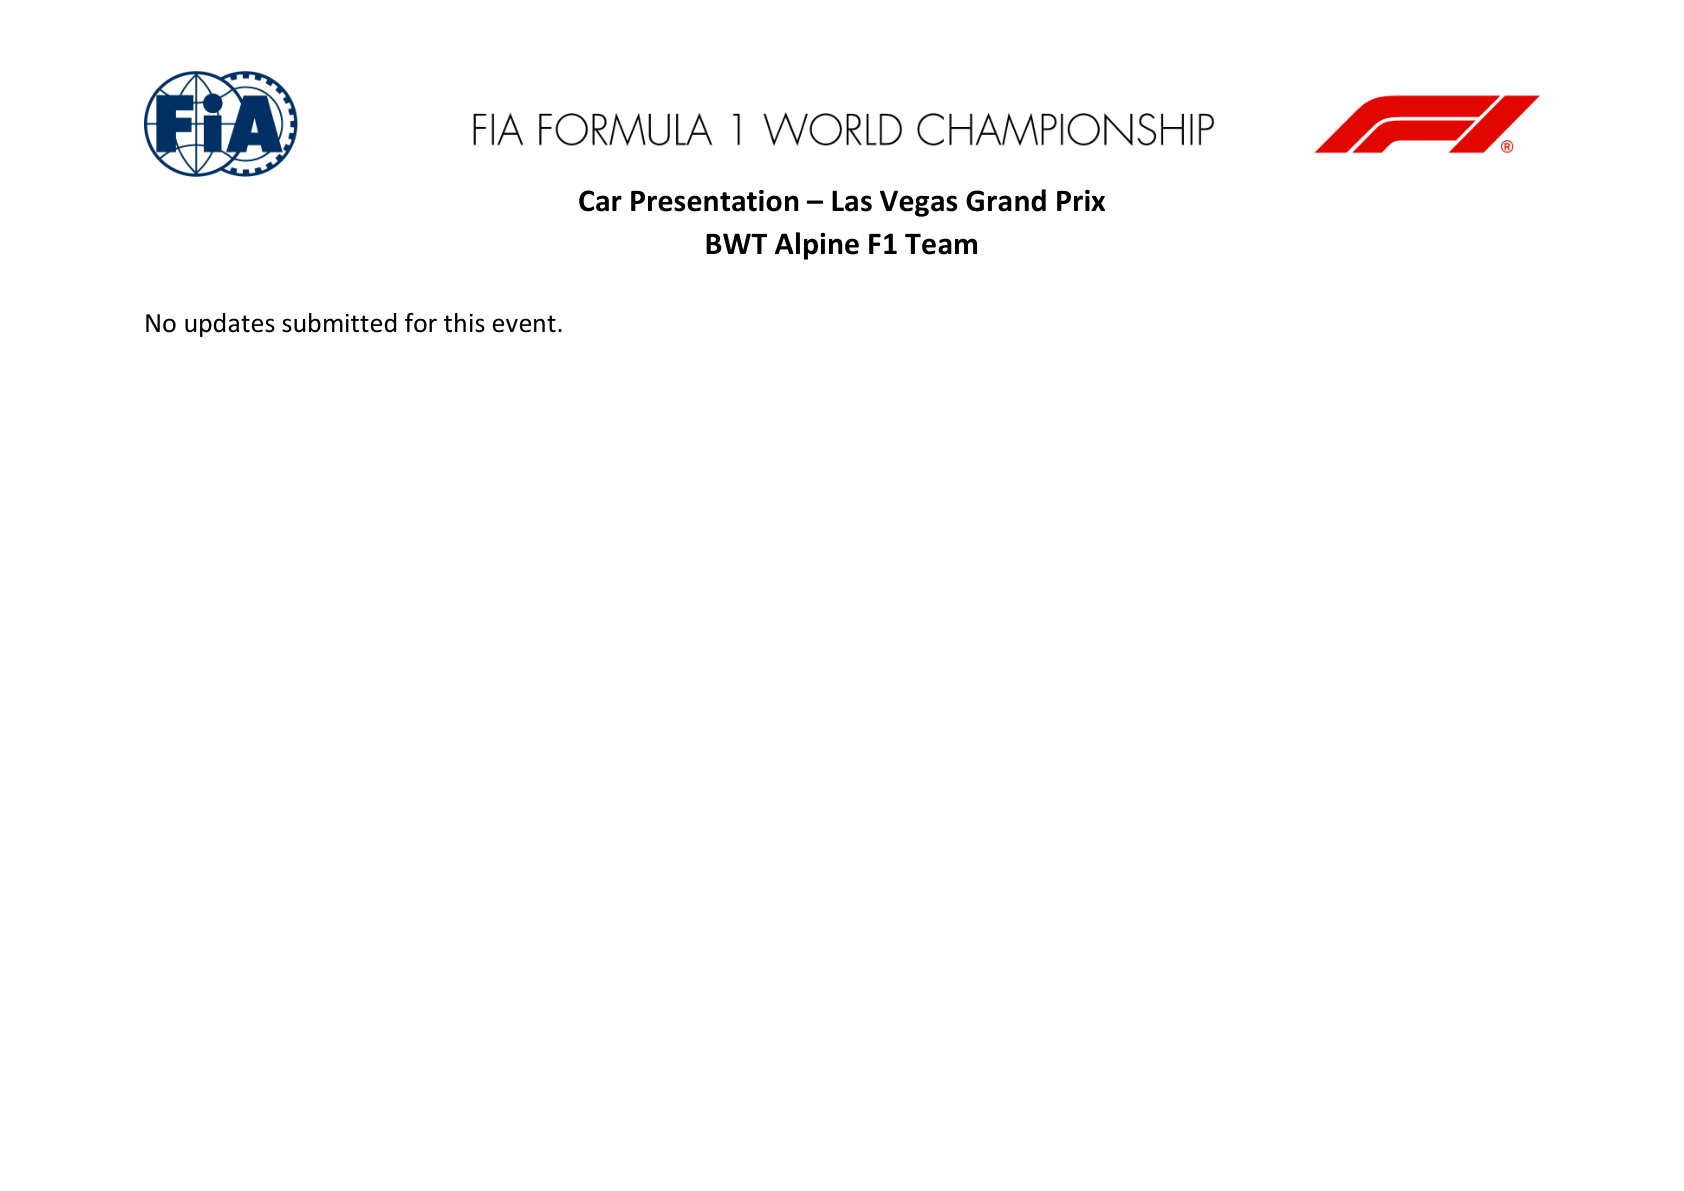 FiA
FIA FORMULA 1 WORLD CHAMPIONSHIP
F1®
Car Presentation – Las Vegas Grand Prix
BWT Alpine F1 Team
No updates submitted for this event.